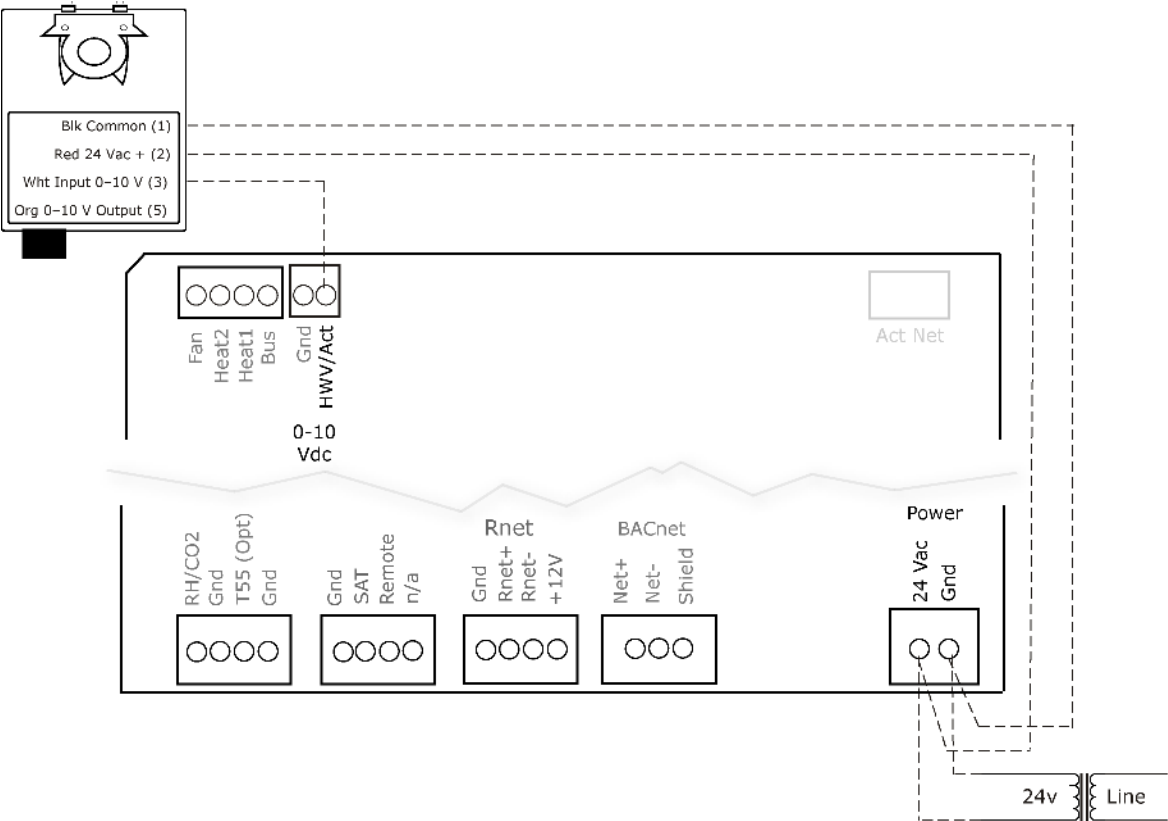 Blk Common (1)
Red 24 Vac + (2)
Wht Input 0–10 V (3)
Org 0–10 V Output (5)
Fan
Heat2
Heat1
Bus
Gnd
HWV/Act
0-10
Vdc
Act Net
RH/CO2
Gnd
T55 (Opt)
Gnd
Gnd
SAT
Remote
n/a
Rnet
Gnd
Rnet+
Rnet-
+12V
BACnet
Net+
Net-
Shield
Power
24 Vac
Gnd
24v
Line